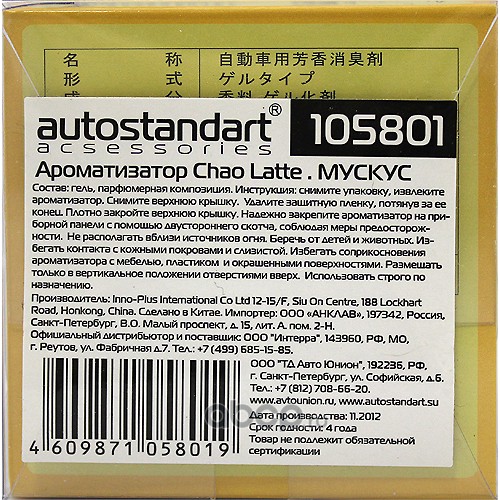 名 称 自動車用芳香消臭剤
形 式 ゲルタイプ
成 分 香料 ゲル化剤
autostandart®
acsessories
105801
Ароматизатор Chao Latte . МУСКУС
Состав: гель, парфюмерная композиция. Инструкция: снимите упаковку, извлеките
ароматизатор. Снимите верхнюю крышку. Удалите защитную пленку, потянув за ее
конец. Плотно закройте верхнюю крышку. Надежно закрепите ароматизатор на при-
борной панели с помощью двустороннего скотча, соблюдая меры предосторож-
ности. Не располагать вблизи источников огня. Беречь от детей и животных. Из-
бегать контакта с кожными покровами и слизистой. Избегать соприкосновения
ароматизатора с мебелью, пластиком и окрашенными поверхностями. Размещать
только в вертикальное положении отверстиями вверх. Использовать строго по
назначению.
Производитель: Inno-Plus International Co Ltd 12-15/F, Siu On Centre, 188 Lockhart
Road, Honkong, China. Сделано в Китае. Импортер: ООО «АНКЛАВ», 197342, Россия,
Санкт-Петербург, В.О. Малый проспект, д. 15, лит. А. пом. 2-Н.
Официальный дистрибьютор и поставщик: ООО "Интерра", 143960, РФ, МО,
г. Реутов, ул. Фабричная д.7. Тел.: +7 (499) 685-15-85.
ООО "ТД Авто Юнион", 192236, РФ,
г. Санкт-Петербург, ул. Софийская, д.6.
Тел.: +7 (812) 708-66-20.
www.avtounion.ru, www.autostandart.su
Дата производства: 11.2012
Срок годности: 4 года
Товар не подлежит обязательной
сертификации
4 609871 058019